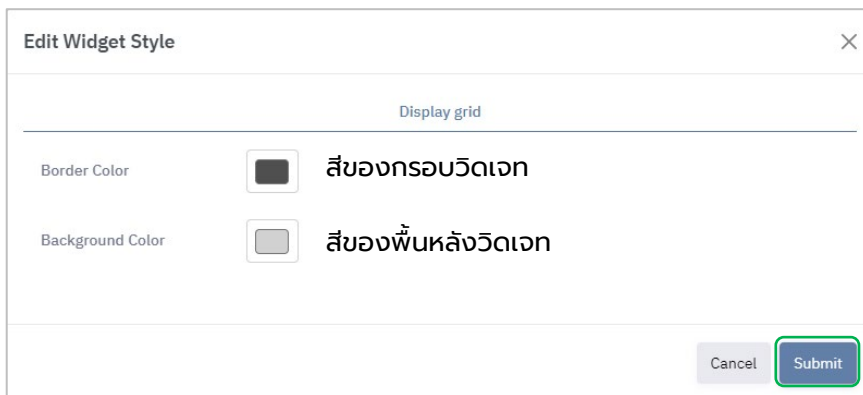 Edit Widget Style
Display grid
Border Color
สีของกรอบวิดเจท
Background Color
สีของพื้นหลังวิดเจท
Cancel
Submit